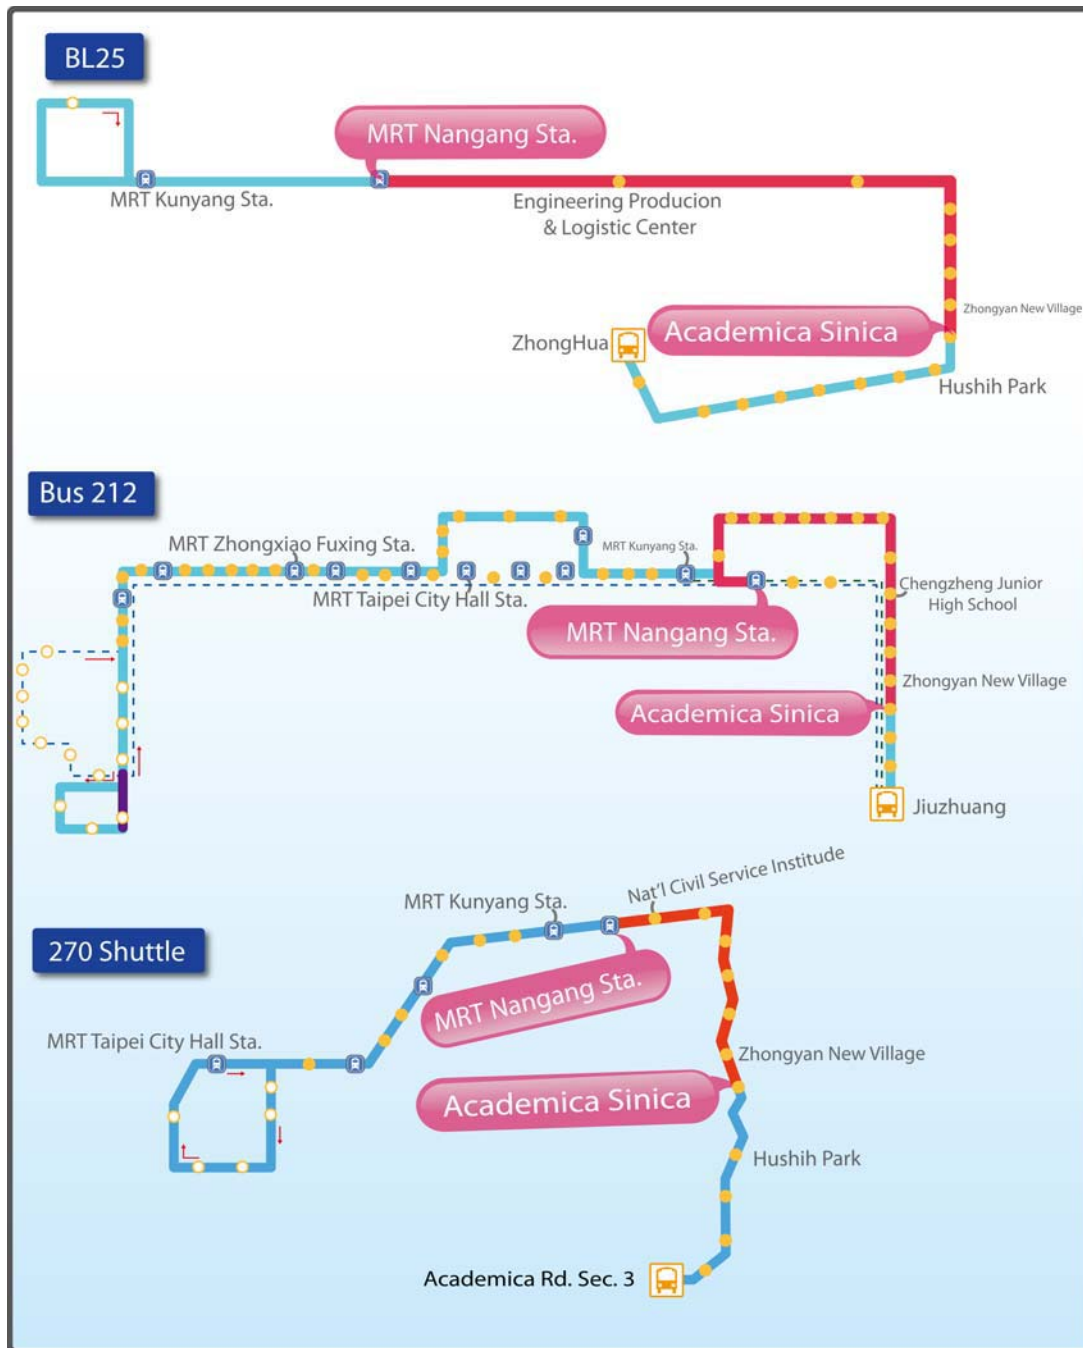 BL25
MRT Nangang Sta.
MRT Kunyang Sta.
Engineering Producion
& Logistic Center
Zhongyan New Village
Academica Sinica
ZhongHua
Hushih Park
Bus 212
MRT Zhongxiao Fuxing Sta.
MRT Kunyang Sta.
MRT Taipei City Hall Sta.
Chengzheng Junior
High School
MRT Nangang Sta.
Zhongyan New Village
Academica Sinica
Jiuzhuang
270 Shuttle
Nat'l Civil Service Institude
MRT Kunyang Sta.
MRT Nangang Sta.
MRT Taipei City Hall Sta.
Zhongyan New Village
Academica Sinica
Hushih Park
Academica Rd. Sec. 3